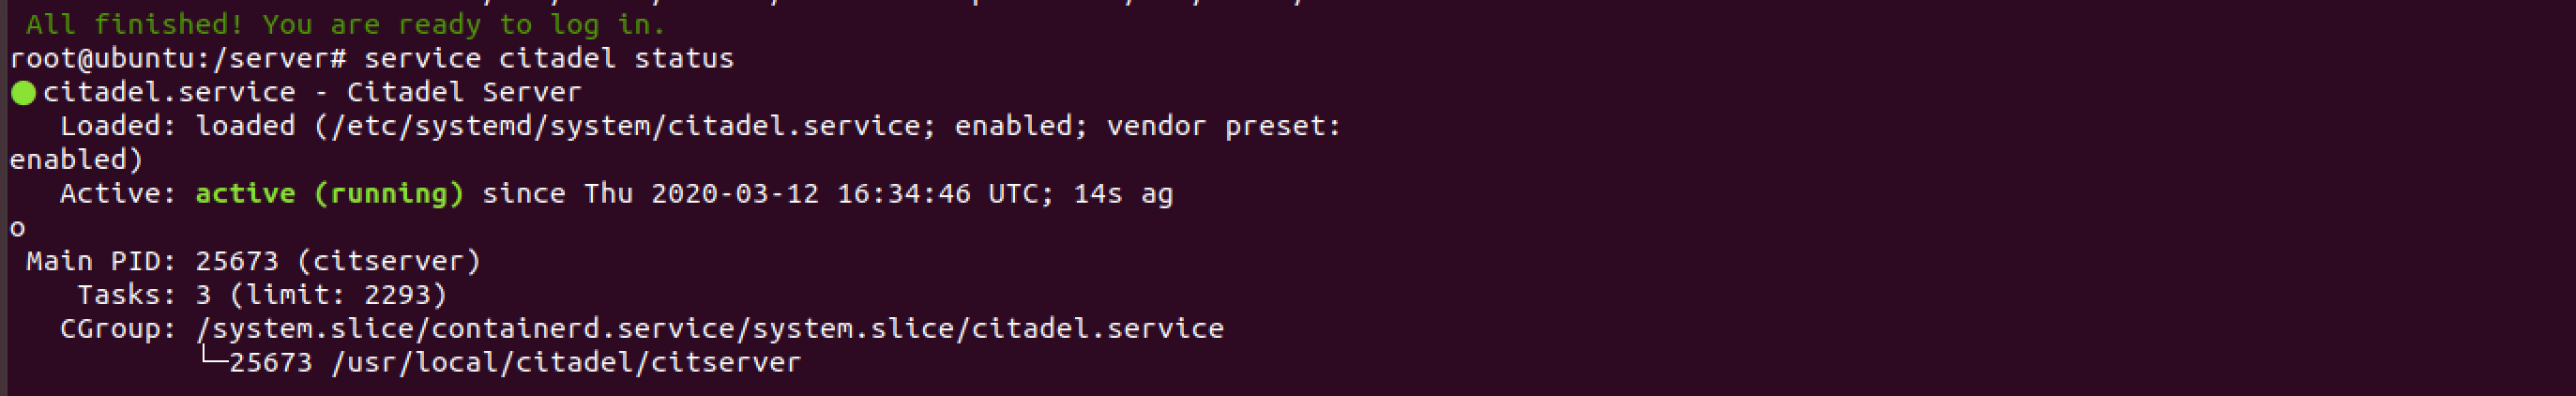 All finished! You are ready to log in.
root@ubuntu:/server# service citadel status
citadel.service - Citadel Server
Loaded: loaded (/etc/systemd/system/citadel.service; enabled; vendor preset:
enabled)
Active: active (running) since Thu 2020-03-12 16:34:46 UTC; 14s ag
o
Main PID: 25673 (citserver)
Tasks: 3 (limit: 2293)
CGroup: /system.slice/containerd.service/system.slice/citadel.service
└─25673 /usr/local/citadel/citserver